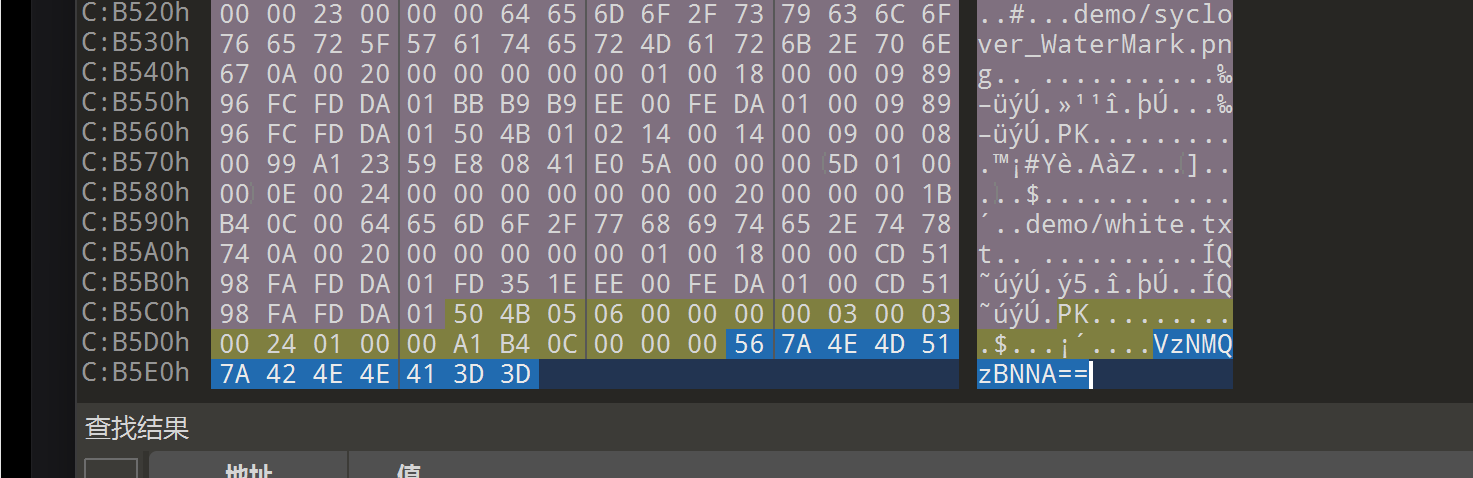 C:B520h 00 00 23 00 00 00 64 65 6D 6F 2F 73 79 63 6C 6F ..#...demo/syclo
C:B530h 76 65 72 5F 57 61 74 65 72 4D 61 72 6B 2E 70 6E ver_WaterMark.pn
C:B540h 67 0A 00 20 00 00 00 00 00 01 00 18 00 00 09 89 g.. ...........‰
C:B550h 96 FC FD DA 01 BB B9 B9 EE 00 FE DA 01 00 09 89 –üýÚ.»¹¹î.þÚ...‰
C:B560h 96 FC FD DA 01 50 4B 01 02 14 00 14 00 09 00 08 –üýÚ.PK.........
C:B570h 00 99 A1 23 59 E8 08 41 E0 5A 00 00 00 5D 01 00 .™¡#Yè.AàZ...]..
C:B580h 00 0E 00 24 00 00 00 00 00 00 00 20 00 00 00 1B ...$....... ....
C:B590h B4 0C 00 64 65 6D 6F 2F 77 68 69 74 65 2E 74 78 ´..demo/white.tx
C:B5A0h 74 0A 00 20 00 00 00 00 00 01 00 18 00 00 CD 51 t.. ..........ÍQ
C:B5B0h 98 FA FD DA 01 FD 35 1E EE 00 FE DA 01 00 CD 51 ˜úýÚ.ý5.î.þÚ..ÍQ
C:B5C0h 98 FA FD DA 01 50 4B 05 06 00 00 00 00 03 00 03 ˜úýÚ.PK.........
C:B5D0h 00 24 01 00 00 A1 B4 0C 00 00 00 56 7A 4E 4D 51 .$...¡´....VzNMQ
C:B5E0h 7A 42 4E 4E 41 3D 3D zBNNA==
查找结果
地址 值